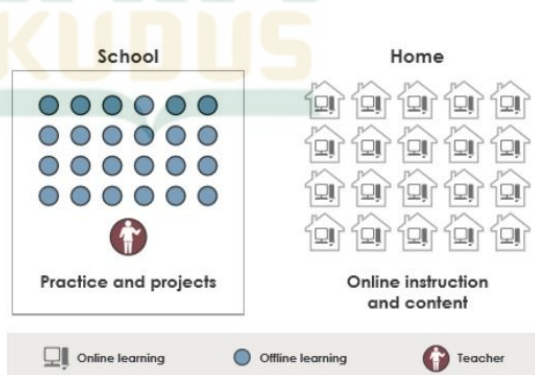 KUDUS
School
Home
Practice and projects
Online instruction
and content
Online learning
Offline learning
Teacher